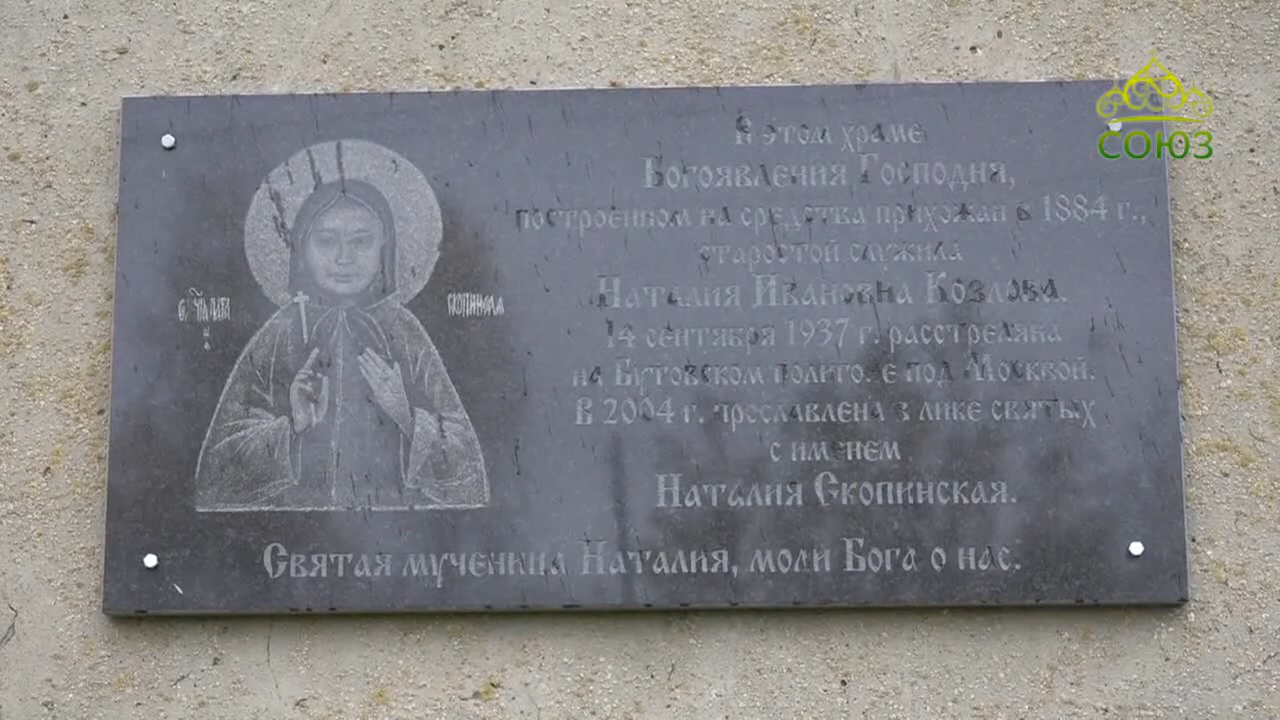 В этом храме
Богоявления Господня,
построенном на средства прихожан в 1884 г.,
старостой служила
Наталия Ивановна Козлова.
14 сентября 1937 г. расстреляна
на Бутовском полигоне под Москвой.
В 2004 г. прославлена в лике святых
с именем
Наталия Скопинская.
Святая мученица Наталия, моли Бога о нас.
СОЮЗ